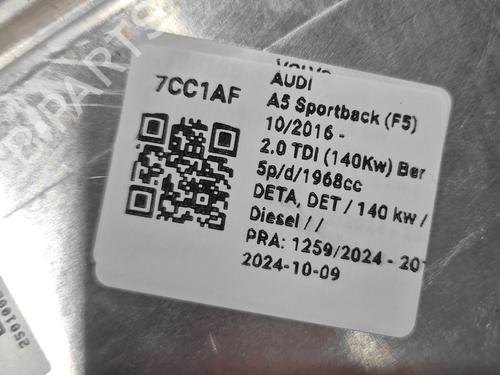 Volvo
AUDI
7CC1AF
A5 Sportback (F5)
10/2016 -
2.0 TDI (140Kw) Ber
5p/d/1968cc
DETA, DET / 140 kw /
Diesel / /
PRA: 1259/2024 - 20
2024-10-09